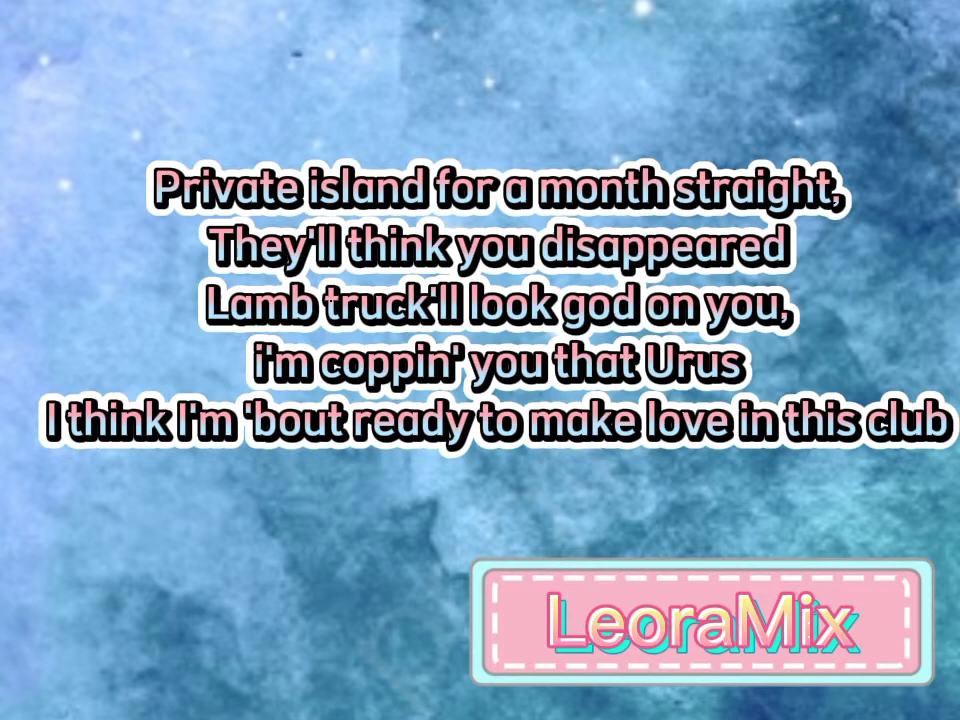 Private island for a month straight,
They'll think you disappeared
Lamb truck'll look god on you,
i'm coppin' you that Urus
I think I'm 'bout ready to make love in this club
LeoraMix